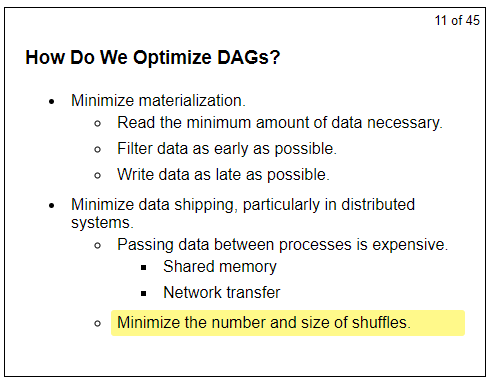 11 of 45
How Do We Optimize DAGs?
• Minimize materialization.
◦ Read the minimum amount of data necessary.
◦ Filter data as early as possible.
◦ Write data as late as possible.
• Minimize data shipping, particularly in distributed
systems.
◦ Passing data between processes is expensive.
▪ Shared memory
▪ Network transfer
◦ Minimize the number and size of shuffles.